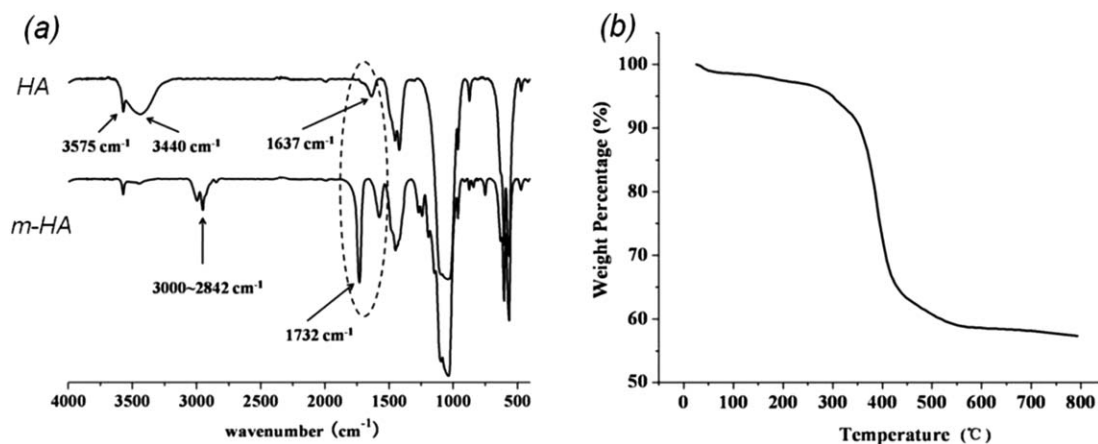 (a)
HA
3575 cm-1
3440 cm-1
1637 cm-1
m-HA
3000~2842 cm-1
1732 cm-1
4000 3500 3000 2500 2000 1500 1000 500
wavenumber (cm-1)
(b)
Weight Percentage (%)
100
90
80
70
60
50
0 100 200 300 400 500 600 700 800
Temperature (℃)